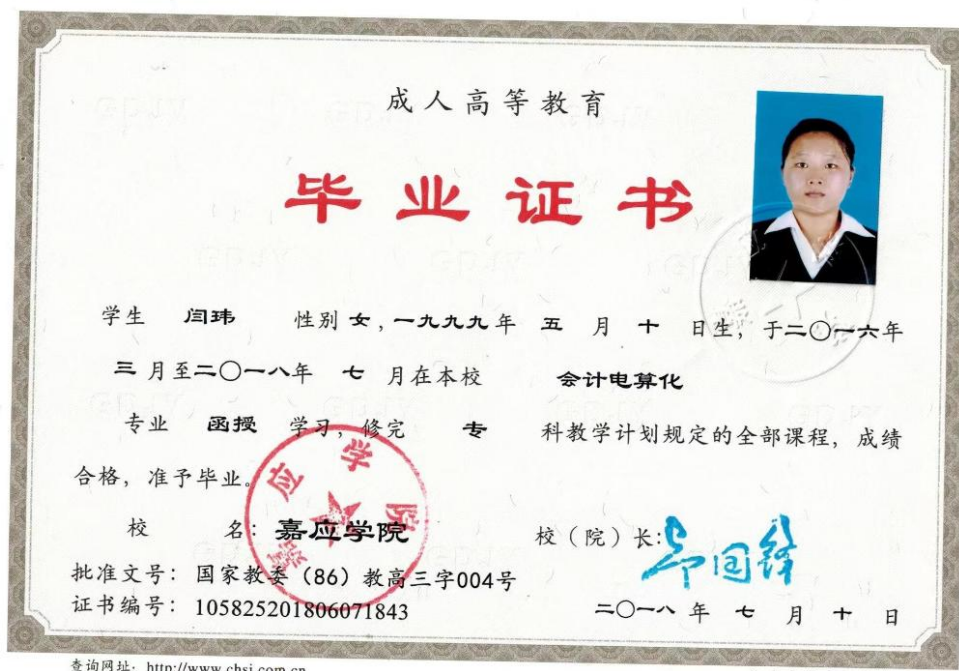 成人高等教育
毕业证书
学生 闫玮 性别 女，一九九九年 五 月 十 日生，于二〇一六年
三 月至二〇一八年 七 月在本校 会计电算化
专业 函授 学习，修完 专 科教学计划规定的全部课程，成绩
合格，准予毕业。
嘉应学院
校 名：嘉应学院
校（院）长：
批准文号：国家教委（86）教高三字004号
证书编号：105825201806071843
二〇一八 年 七 月 十 日
查询网址：http://www.chsi.com.cn